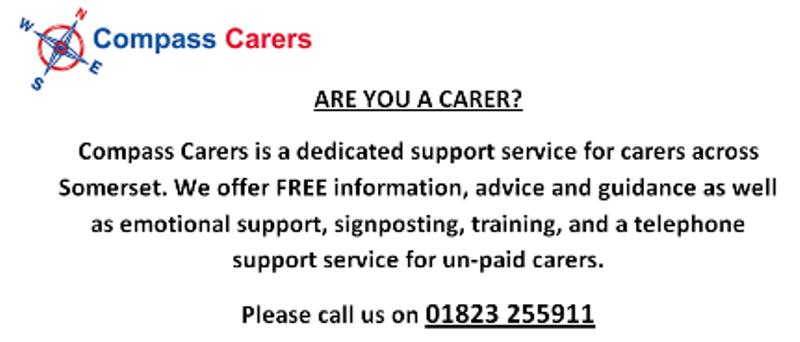 N
W
Compass Carers
E
S
ARE YOU A CARER?
Compass Carers is a dedicated support service for carers across
Somerset. We offer FREE information, advice and guidance as well
as emotional support, signposting, training, and a telephone
support service for un-paid carers.
Please call us on 01823 255911